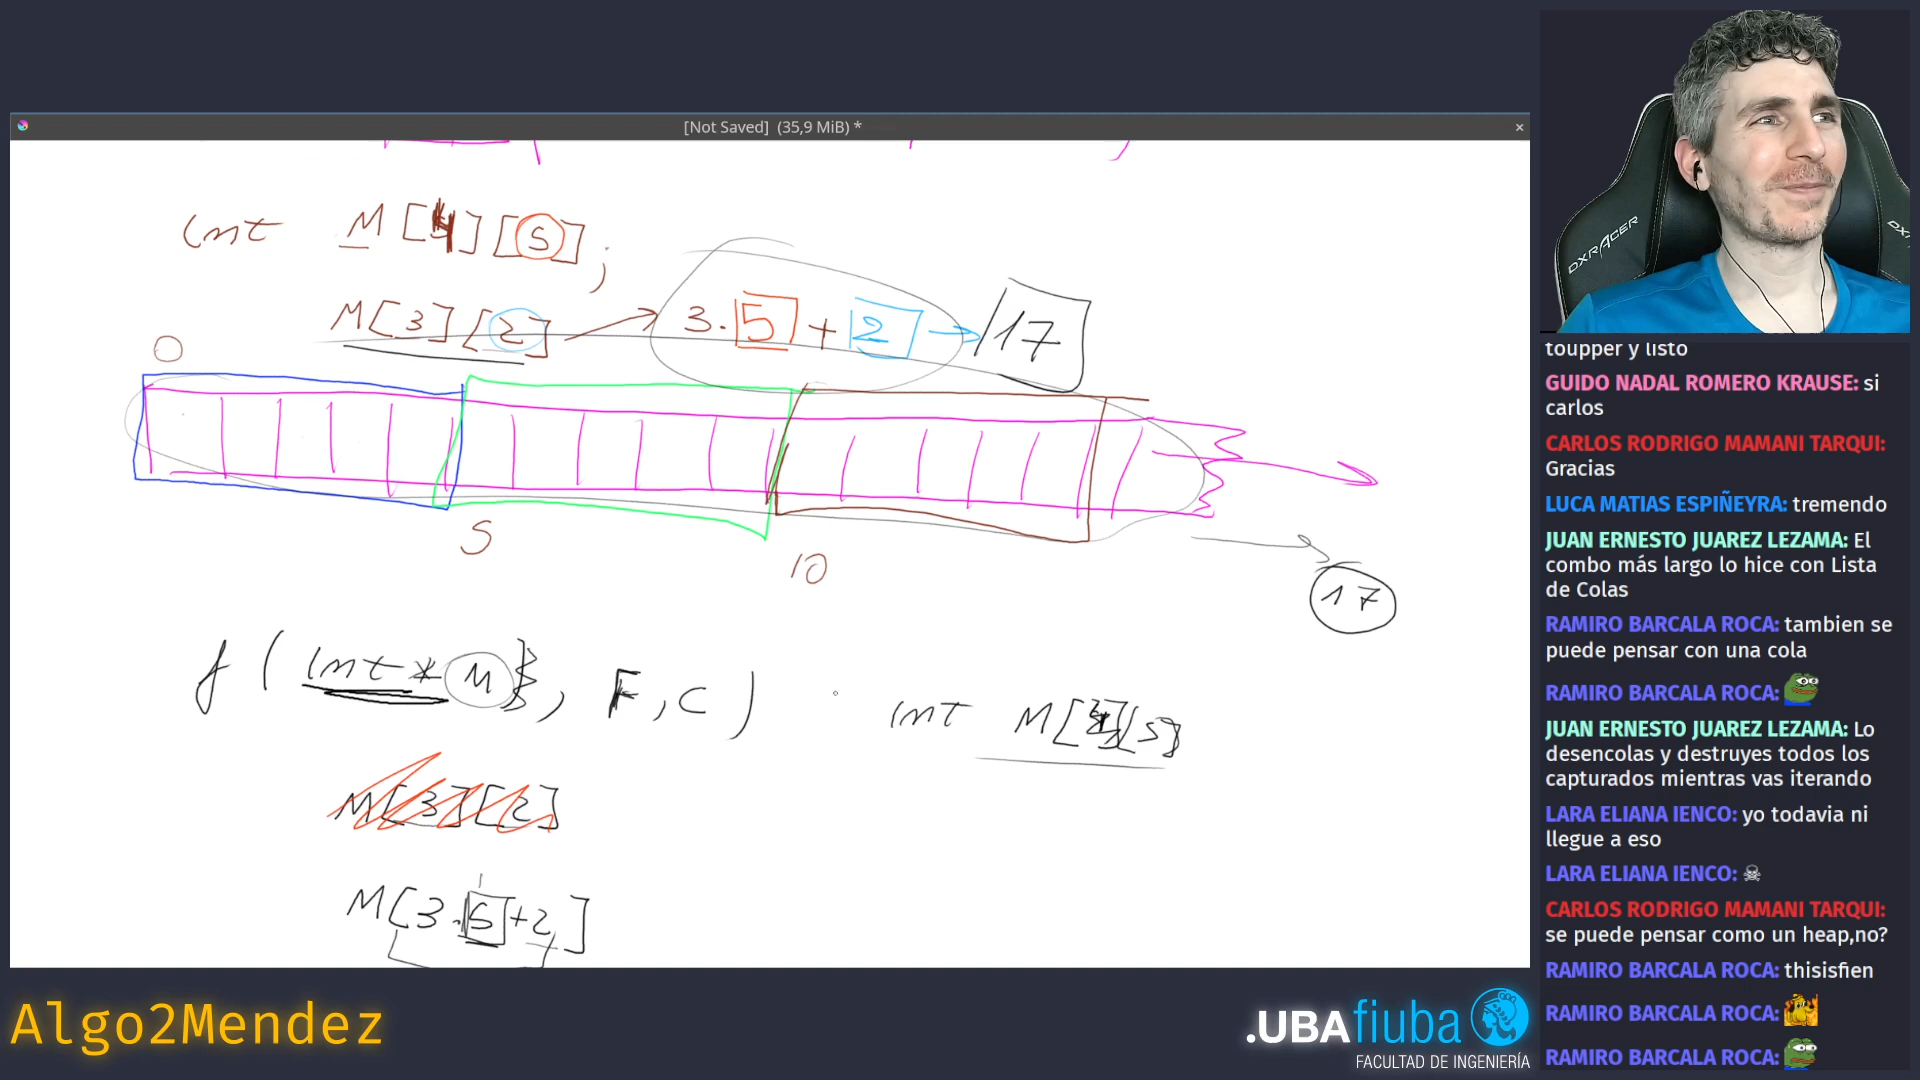 [Not Saved] (35,9 MiB) *
×
int M[4][5];
M[3][2] → 3.5+2 → 17
0
5
10
17
f(int* M, F, C)
int M[4][5]
M[3][2]
M[3.5+2]
DXRACER
toupper y listo
GUIDO NADAL ROMERO KRAUSE: si
carlos
CARLOS RODRIGO MAMANI TARQUI:
Gracias
LUCA MATIAS ESPIÑEYRA: tremendo
JUAN ERNESTO JUAREZ LEZAMA: El
combo más largo lo hice con Lista
de Colas
RAMIRO BARCALA ROCA: tambien se
puede pensar con una cola
RAMIRO BARCALA ROCA:
JUAN ERNESTO JUAREZ LEZAMA: Lo
desencolas y destruyes todos los
capturados mientras vas iterando
LARA ELIANA IENCO: yo todavia ni
llegue a eso
LARA ELIANA IENCO: ☠
CARLOS RODRIGO MAMANI TARQUI:
se puede pensar como un heap,no?
RAMIRO BARCALA ROCA: thisisfien
RAMIRO BARCALA ROCA:
RAMIRO BARCALA ROCA:
Algo2Mendez
.UBAfiuba
FACULTAD DE INGENIERÍA